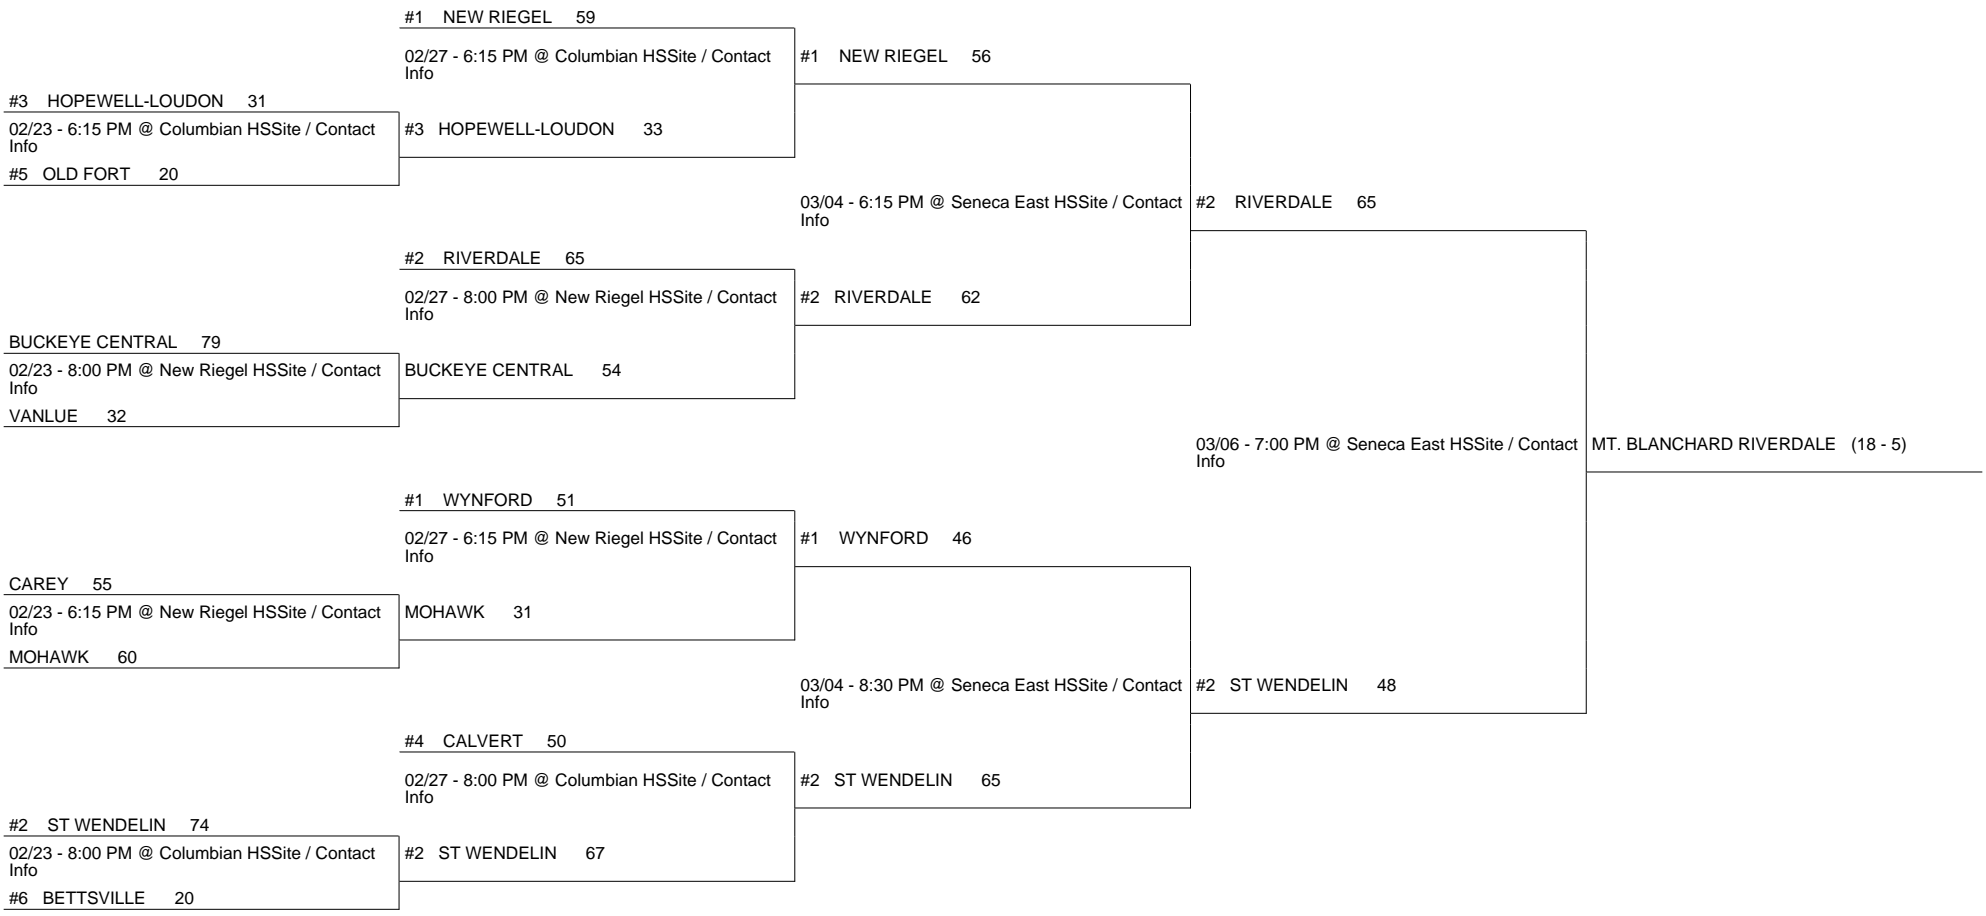 #1 NEW RIEGEL 59
02/27 - 6:15 PM @ Columbian HSSite / Contact
Info
#1 NEW RIEGEL 56
#3 HOPEWELL-LOUDON 31
02/23 - 6:15 PM @ Columbian HSSite / Contact
Info
#3 HOPEWELL-LOUDON 33
#5 OLD FORT 20
03/04 - 6:15 PM @ Seneca East HSSite / Contact
Info
#2 RIVERDALE 65
#2 RIVERDALE 65
02/27 - 8:00 PM @ New Riegel HSSite / Contact
Info
#2 RIVERDALE 62
BUCKEYE CENTRAL 79
02/23 - 8:00 PM @ New Riegel HSSite / Contact
Info
BUCKEYE CENTRAL 54
VANLUE 32
03/06 - 7:00 PM @ Seneca East HSSite / Contact
Info
MT. BLANCHARD RIVERDALE (18 - 5)
#1 WYNFORD 51
02/27 - 6:15 PM @ New Riegel HSSite / Contact
Info
#1 WYNFORD 46
CAREY 55
02/23 - 6:15 PM @ New Riegel HSSite / Contact
Info
MOHAWK 31
MOHAWK 60
03/04 - 8:30 PM @ Seneca East HSSite / Contact
Info
#2 ST WENDELIN 48
#4 CALVERT 50
02/27 - 8:00 PM @ Columbian HSSite / Contact
Info
#2 ST WENDELIN 65
#2 ST WENDELIN 74
02/23 - 8:00 PM @ Columbian HSSite / Contact
Info
#2 ST WENDELIN 67
#6 BETTSVILLE 20